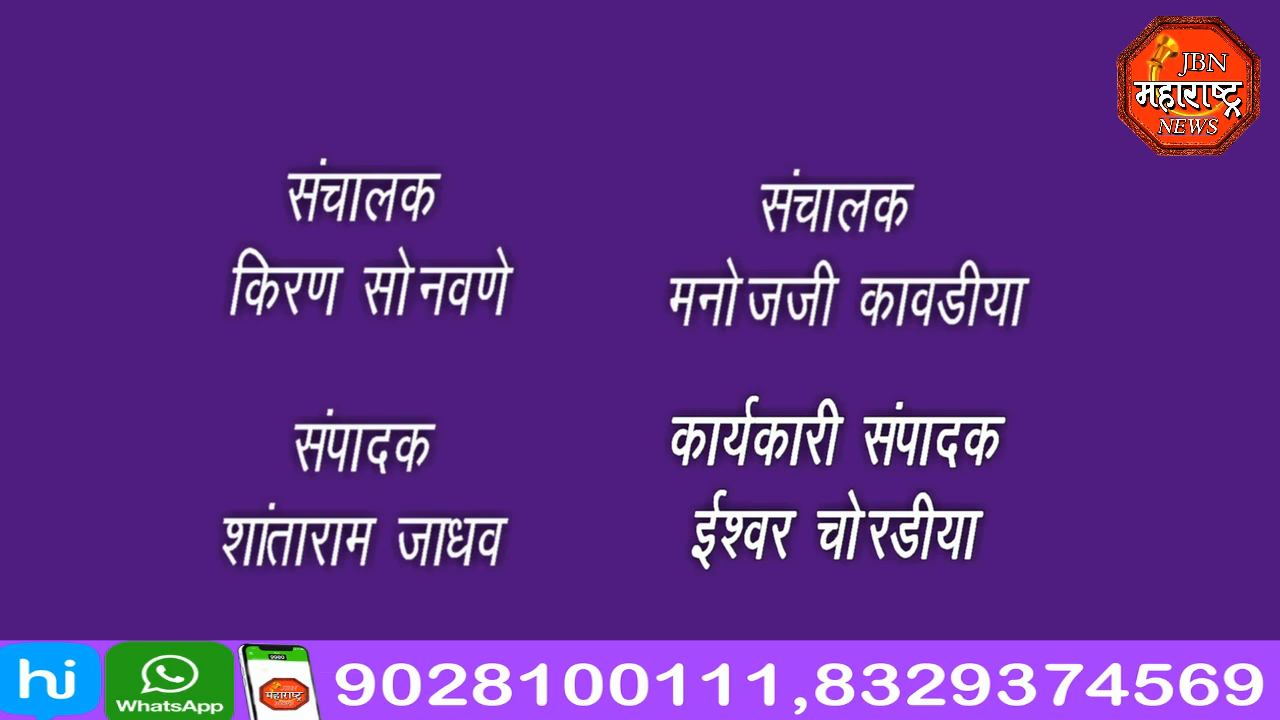 JBN
महाराष्ट्र
NEWS
संचालक
किरण सोनवणे
संचालक
मनोजजी कावडीया
संपादक
शांताराम जाधव
कार्यकारी संपादक
ईश्वर चोरडीया
hi
WhatsApp
महाराष्ट्र
9028100111,8329374569